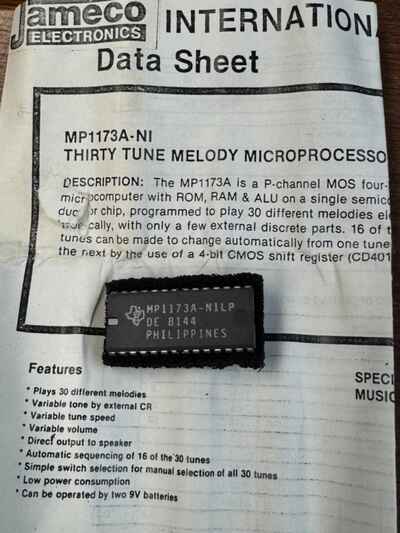 Jameco
ELECTRONICS
INTERNATIONA
Data Sheet
MP1173A-NI
THIRTY TUNE MELODY MICROPROCESSO
DESCRIPTION: The MP1173A is a P-channel MOS four-
microcomputer with ROM, RAM & ALU on a single semico
duc or chip, programmed to play 30 different melodies ele
cally, with only a few external discrete parts. 16 of t
tunes can be made to change automatically from one tune
the next by the use of a 4-bit CMOS shift register (CD401
MP1173A-N1LP
DE 8144
PHILIPPINES
Features
SPECI
MUSIC
* Plays 30 different melodies
* Variable tone by external CR
* Variable tune speed
* Variable volume
* Direct output to speaker
* Automatic sequencing of 16 of the 30 tunes
* Simple switch selection for manual selection of all 30 tunes
* Low power consumption
* Can be operated by two 9V batteries